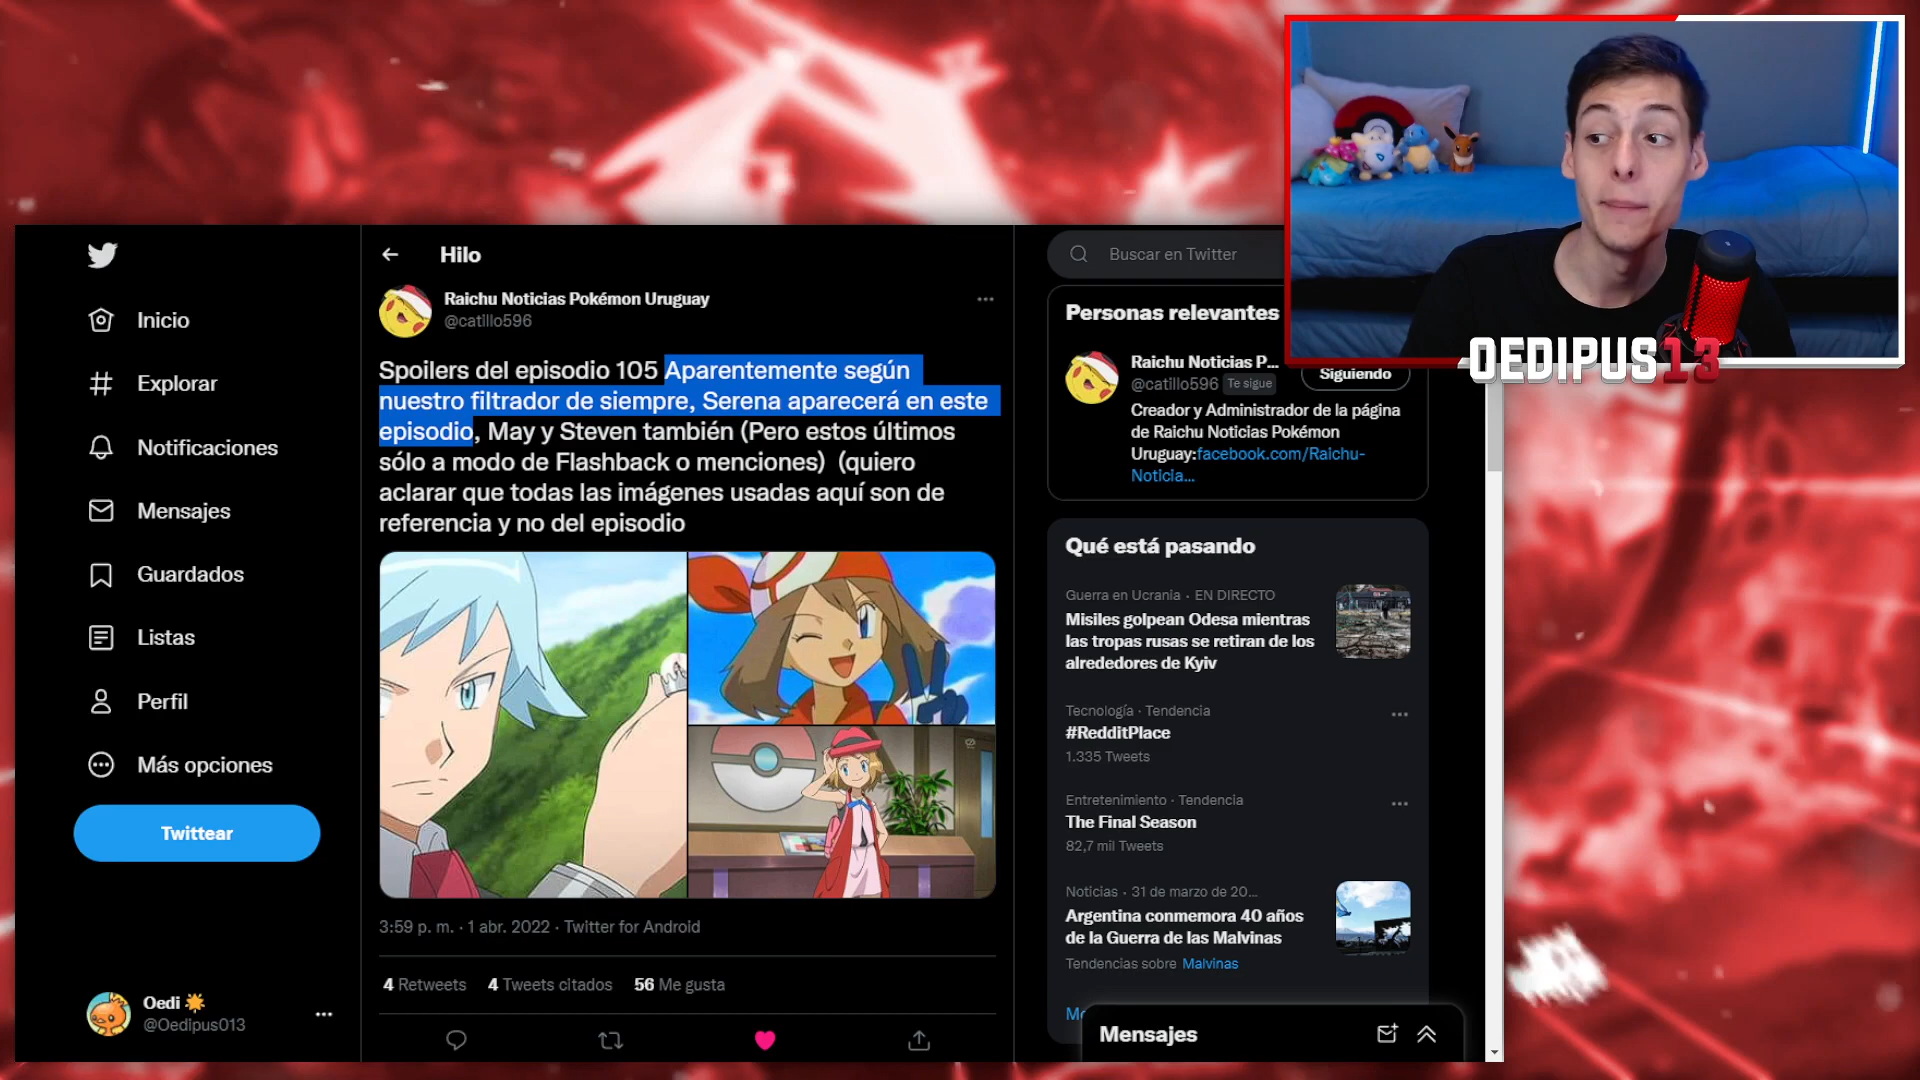 Inicio
Explorar
Notificaciones
Mensajes
Guardados
Listas
Perfil
Más opciones
Twittear
Oedi
@Oedipus013
Hilo
Raichu Noticias Pokémon Uruguay
@catillo596
Spoilers del episodio 105 Aparentemente según
nuestro filtrador de siempre, Serena aparecerá en este
episodio, May y Steven también (Pero estos últimos
sólo a modo de Flashback o menciones) (quiero
aclarar que todas las imágenes usadas aquí son de
referencia y no del episodio
3:59 p. m. · 1 abr. 2022 · Twitter for Android
4 Retweets 4 Tweets citados 56 Me gusta
Buscar en Twitter
Personas relevantes
Raichu Noticias P...
@catillo596 Te sigue
Siguiendo
Creador y Administrador de la página
de Raichu Noticias Pokémon
Uruguay:facebook.com/Raichu-
Noticia...
Qué está pasando
Guerra en Ucrania · EN DIRECTO
Misiles golpean Odesa mientras
las tropas rusas se retiran de los
alrededores de Kyiv
Tecnología · Tendencia
#RedditPlace
1.335 Tweets
Entretenimiento · Tendencia
The Final Season
82,7 mil Tweets
Noticias · 31 de marzo de 20...
Argentina conmemora 40 años
de la Guerra de las Malvinas
Tendencias sobre Malvinas
Mensajes
OEDIPUS13